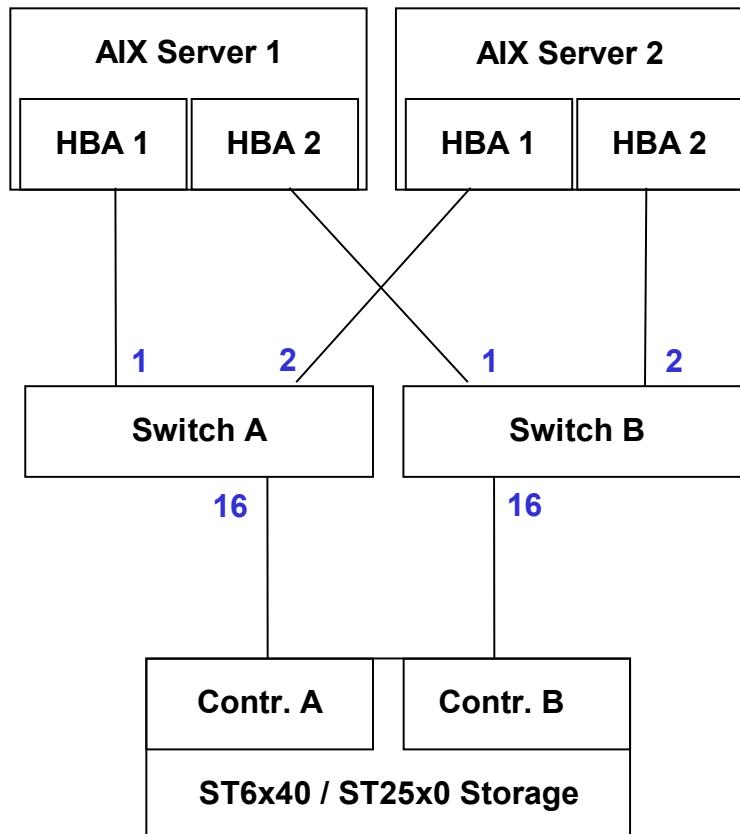 AIX Server 1
AIX Server 2
HBA 1
HBA 2
HBA 1
HBA 2
1
2
1
2
Switch A
Switch B
16
16
Contr. A
Contr. B
ST6x40 / ST25x0 Storage